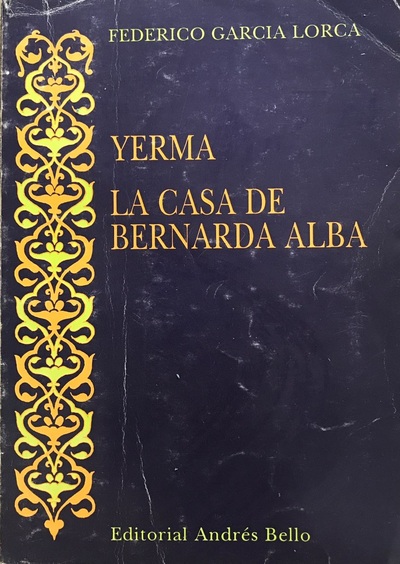 FEDERICO GARCIA LORCA
YERMA
LA CASA DE
BERNARDA ALBA
Editorial Andrés Bello